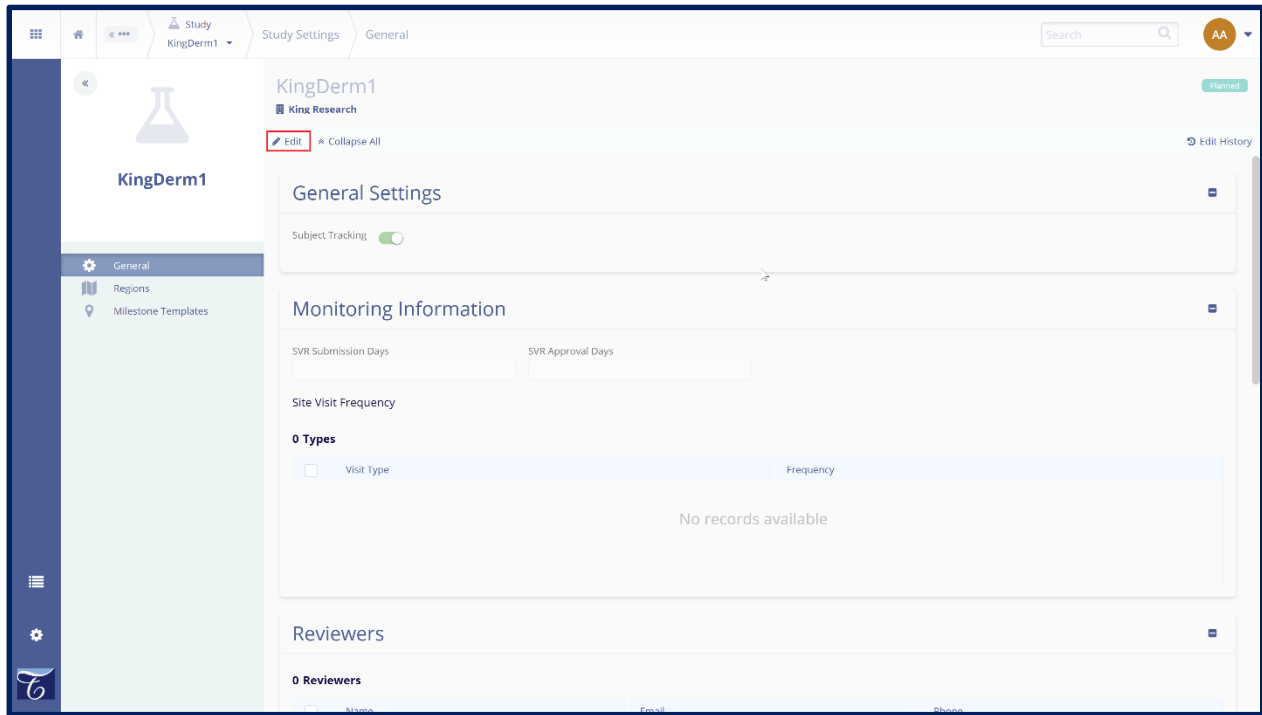 Study
KingDerm1
Study Settings
General
Search
AA
KingDerm1
King Research
Planned
Edit
Collapse All
Edit History
KingDerm1
General
Regions
Milestone Templates
General Settings
Subject Tracking
Monitoring Information
SVR Submission Days
SVR Approval Days
Site Visit Frequency
0 Types
Visit Type
Frequency
No records available
Reviewers
0 Reviewers
Name
Email
Phone